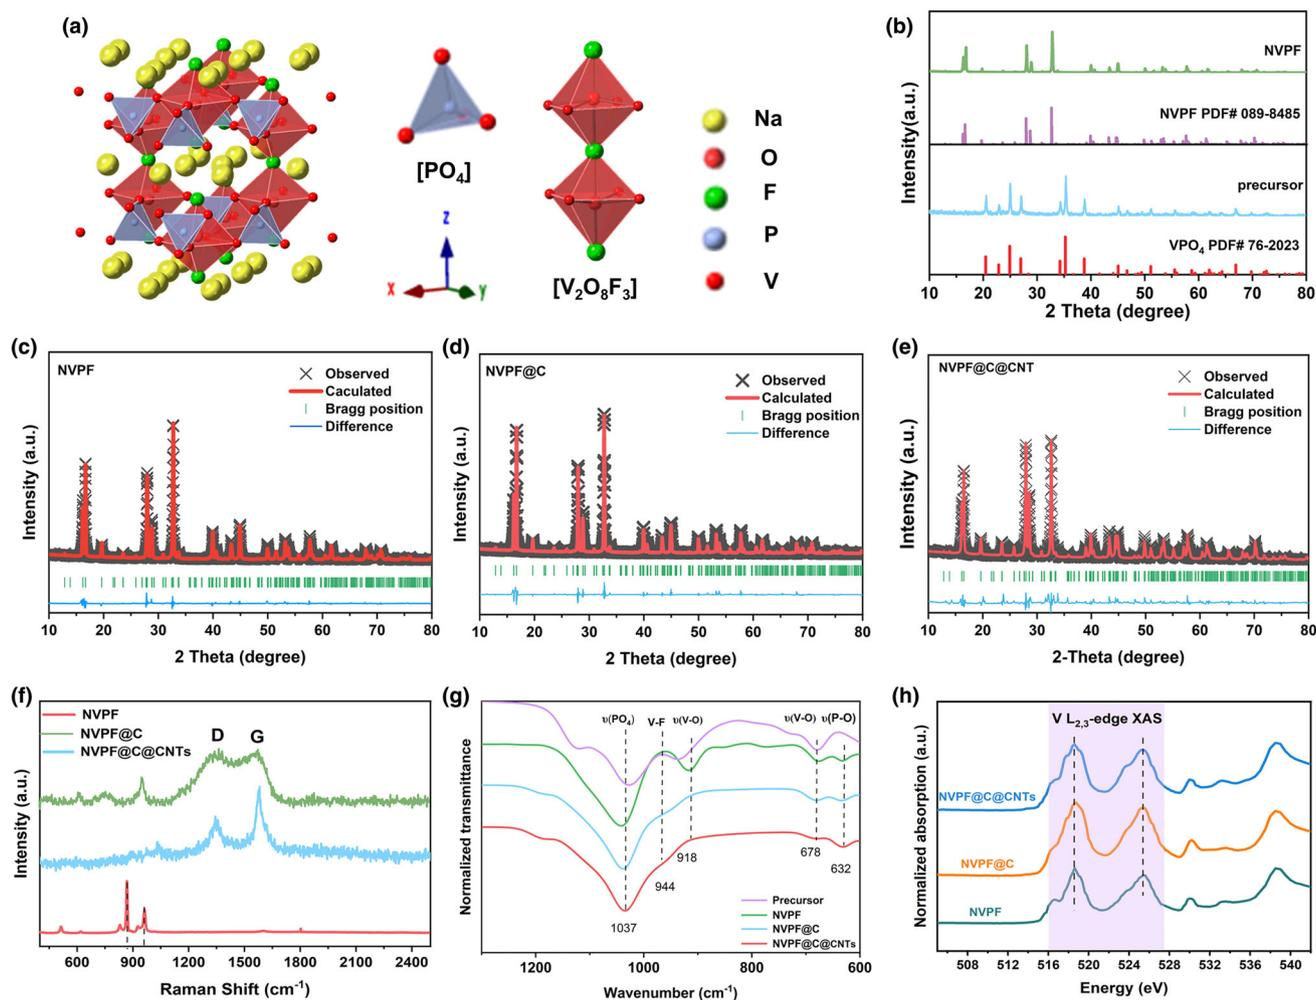 (a)
[PO4]
Z
X
Y
[V2O8F3]
Na
O
F
P
V
(b)
Intensity(a.u.)
NVPF
NVPF PDF# 089-8485
precursor
VPO4 PDF# 76-2023
10 20 30 40 50 60 70 80
2 Theta (degree)
(c)
NVPF
Intensity (a.u.)
Observed
Caculated
Bragg position
Difference
10 20 30 40 50 60 70 80
2 Theta (degree)
(d)
NVPF@C
Intensity (a.u.)
Observed
Calculated
Bragg position
Difference
10 20 30 40 50 60 70 80
2 Theta (degree)
(e)
NVPF@C@CNT
Intensity (a.u.)
Observed
Calculated
Bragg position
Difference
10 20 30 40 50 60 70 80
2-Theta (degree)
(f)
NVPF
NVPF@C
NVPF@C@CNTs
D G
Intensity (a.u.)
600 900 1200 1500 1800 2100 2400
Raman Shift (cm-1)
(g)
Normalized transmittance
υ(PO4) V-F υ(V-O) υ(V-O) υ(P-O)
1037
944
918
678
632
Precursor
NVPF
NVPF@C
NVPF@C@CNTs
1200 1000 800 600
Wavenumber (cm-1)
(h)
Normalized absorption (a.u.)
V L2,3-edge XAS
NVPF@C@CNTs
NVPF@C
NVPF
508 512 516 520 524 528 532 536 540
Energy (eV)